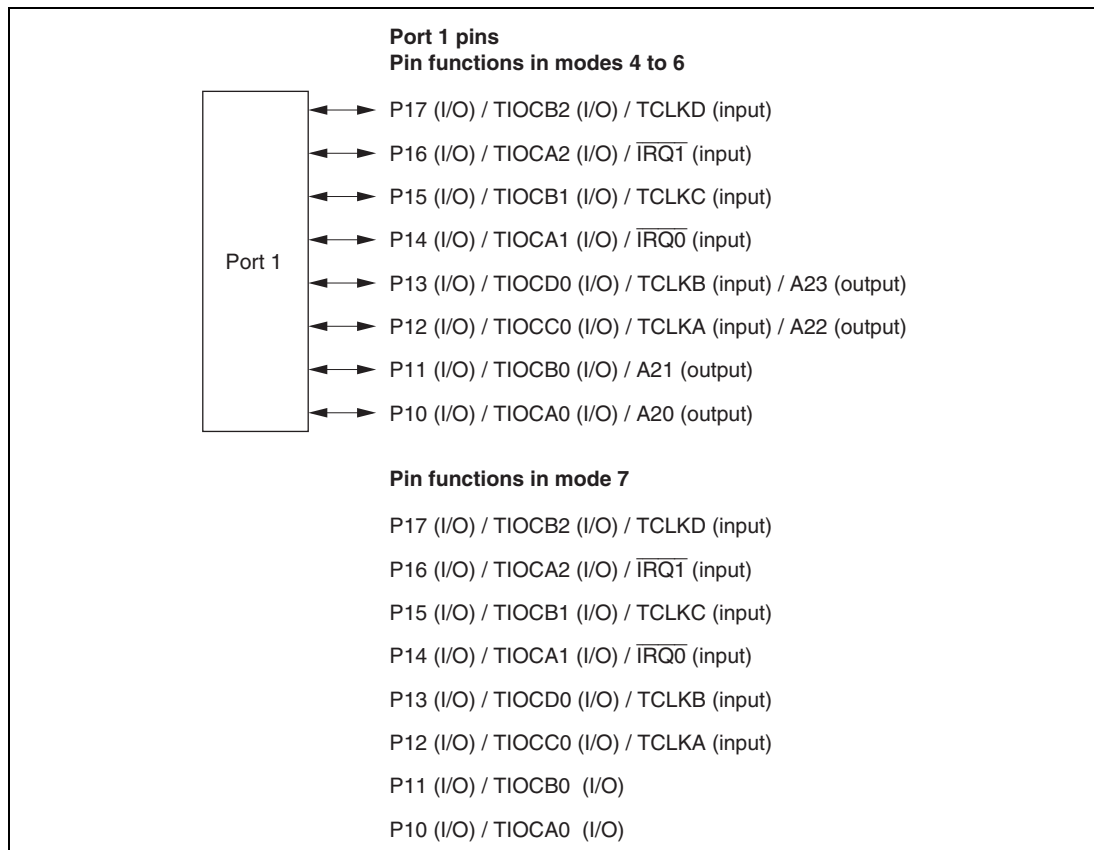 Port 1 pins
Pin functions in modes 4 to 6
P17 (I/O) / TIOCB2 (I/O) / TCLKD (input)
P16 (I/O) / TIOCA2 (I/O) / I̅R̅Q̅1̅ (input)
P15 (I/O) / TIOCB1 (I/O) / TCLKC (input)
P14 (I/O) / TIOCA1 (I/O) / I̅R̅Q̅0̅ (input)
Port 1
P13 (I/O) / TIOCD0 (I/O) / TCLKB (input) / A23 (output)
P12 (I/O) / TIOCC0 (I/O) / TCLKA (input) / A22 (output)
P11 (I/O) / TIOCB0 (I/O) / A21 (output)
P10 (I/O) / TIOCA0 (I/O) / A20 (output)
Pin functions in mode 7
P17 (I/O) / TIOCB2 (I/O) / TCLKD (input)
P16 (I/O) / TIOCA2 (I/O) / I̅R̅Q̅1̅ (input)
P15 (I/O) / TIOCB1 (I/O) / TCLKC (input)
P14 (I/O) / TIOCA1 (I/O) / I̅R̅Q̅0̅ (input)
P13 (I/O) / TIOCD0 (I/O) / TCLKB (input)
P12 (I/O) / TIOCC0 (I/O) / TCLKA (input)
P11 (I/O) / TIOCB0 (I/O)
P10 (I/O) / TIOCA0 (I/O)